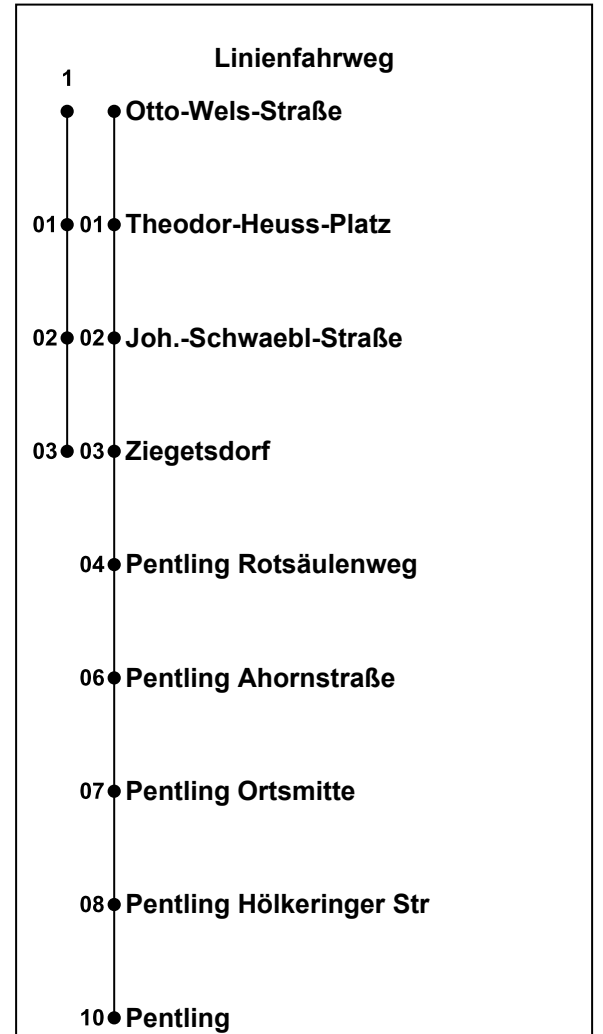 Linienfahrweg
1
Otto-Wels-Straße
01 01 Theodor-Heuss-Platz
02 02 Joh.-Schwaebl-Straße
03 03 Ziegetsdorf
04 Pentling Rotsäulenweg
06 Pentling Ahornstraße
07 Pentling Ortsmitte
08 Pentling Hölkeringer Str
10 Pentling